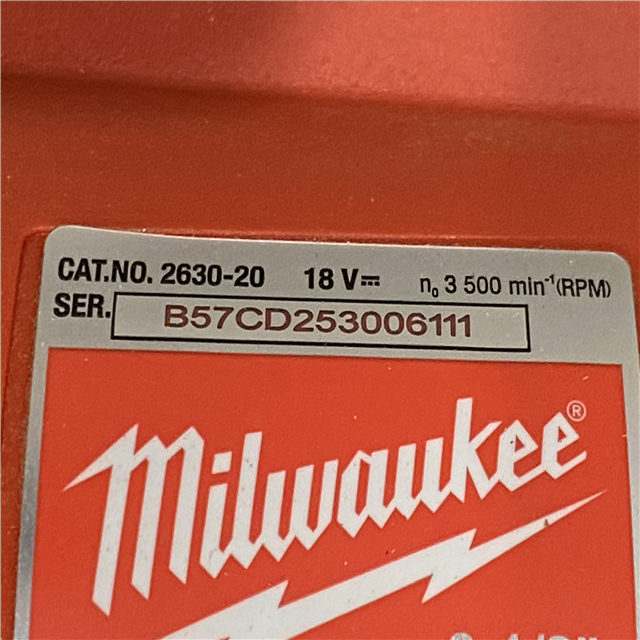 CAT.NO. 2630-20 18 V⎓ n₀ 3 500 min⁻¹(RPM)
SER. B57CD253006111
Milwaukee®